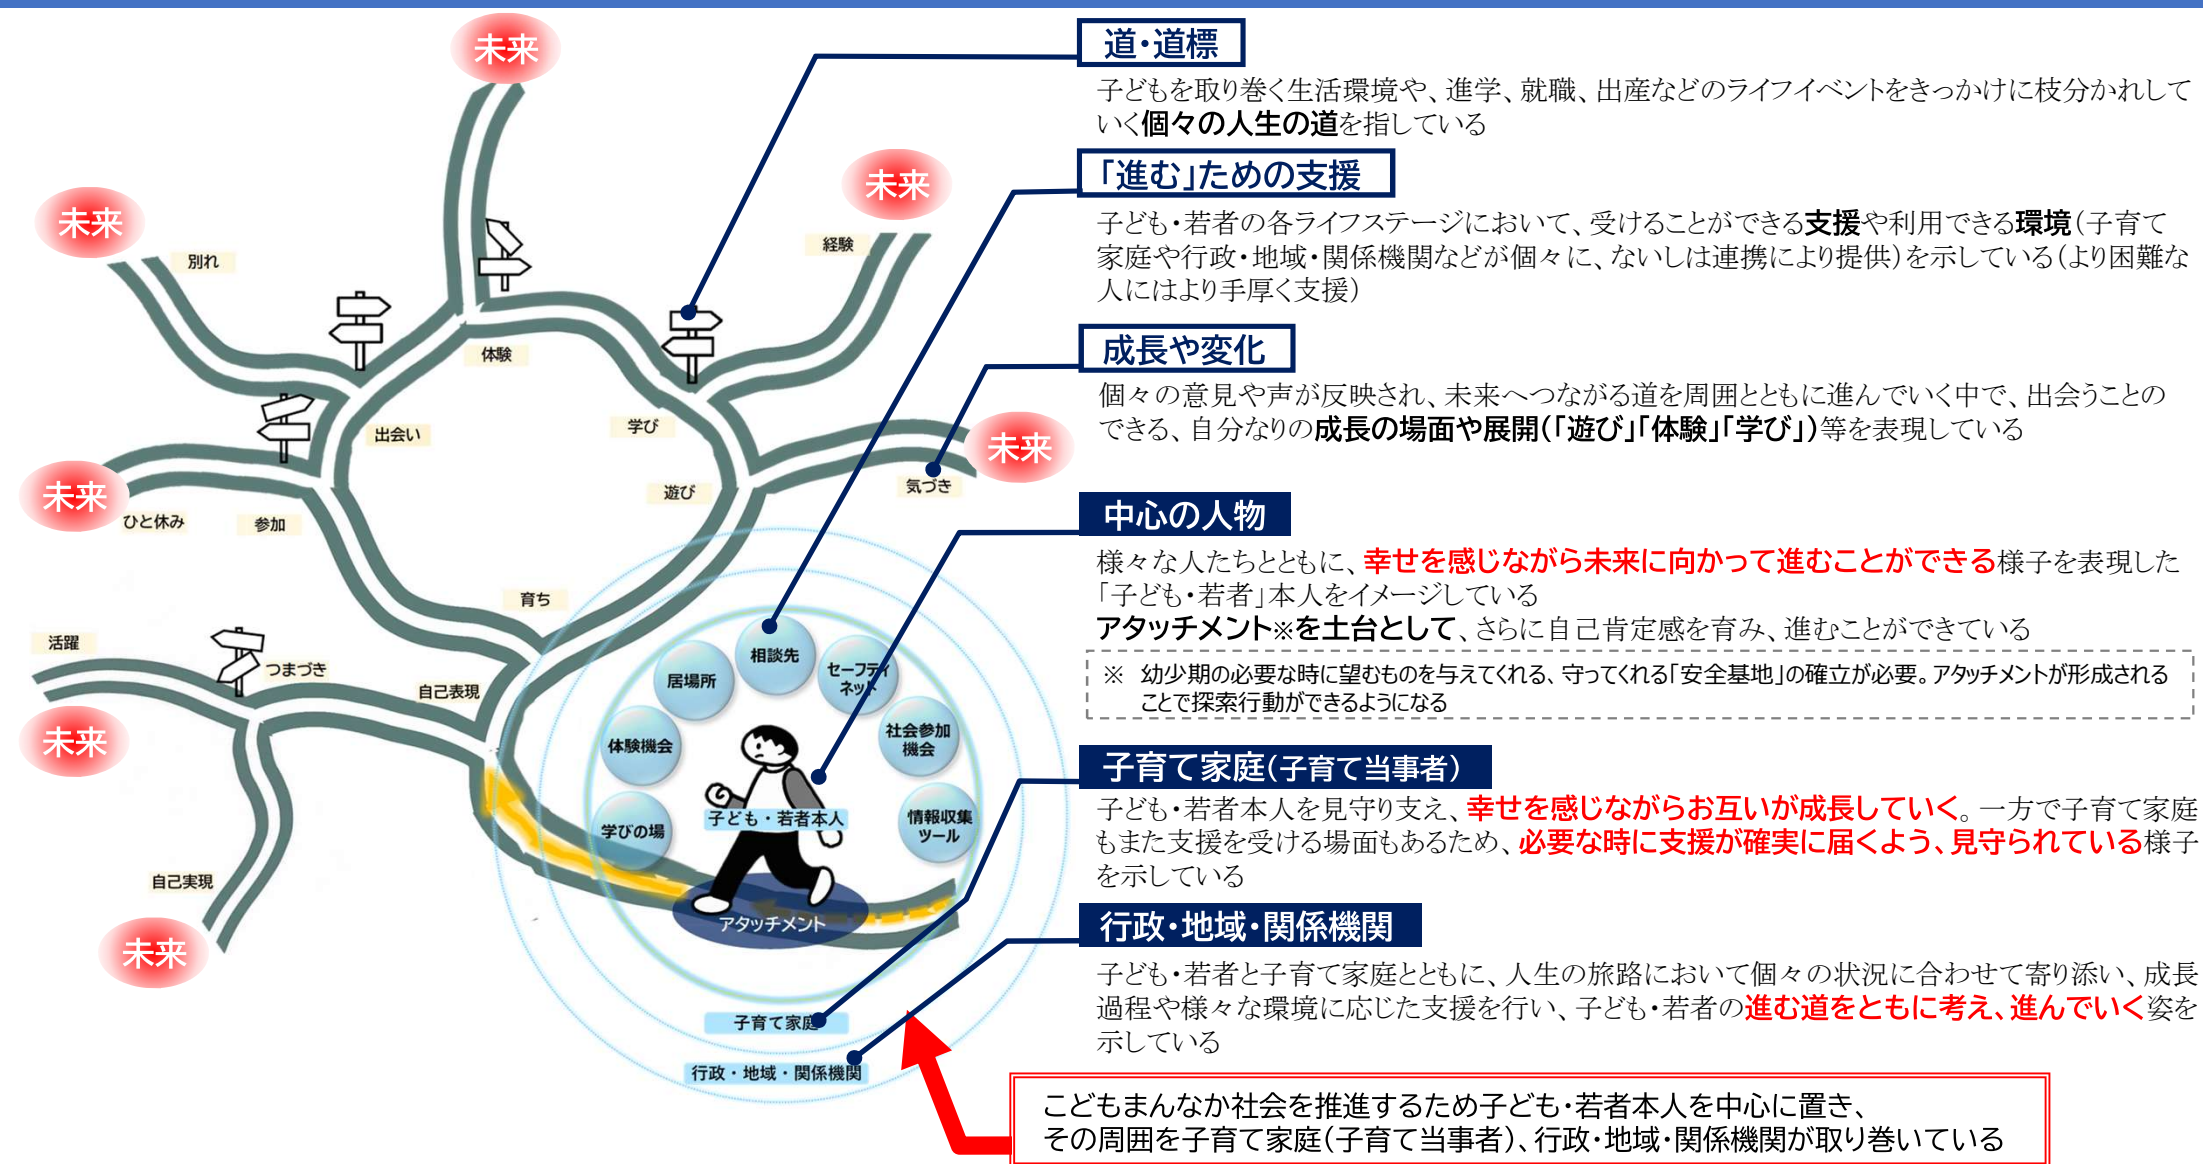 未来
道・道標
子どもを取り巻く生活環境や、進学、就職、出産などのライフイベントをきっかけに枝分かれして
いく個々の人生の道を指している
「進む」ための支援
子ども・若者の各ライフステージにおいて、受けることができる支援や利用できる環境(子育て
家庭や行政・地域・関係機関などが個々に、ないしは連携により提供)を示している(より困難な
人にはより手厚く支援)
成長や変化
個々の意見や声が反映され、未来へつながる道を周囲とともに進んでいく中で、出会うことの
できる、自分なりの成長の場面や展開(「遊び」「体験」「学び」)等を表現している
中心の人物
様々な人たちとともに、幸せを感じながら未来に向かって進むことができる様子を表現した
「子ども・若者」本人をイメージしている
アタッチメント※を土台として、さらに自己肯定感を育み、進むことができている
※ 幼少期の必要な時に望むものを与えてくれる、守ってくれる「安全基地」の確立が必要。アタッチメントが形成される
ことで探索行動ができるようになる
子育て家庭(子育て当事者)
子ども・若者本人を見守り支え、幸せを感じながらお互いが成長していく。一方で子育て家庭
もまた支援を受ける場面もあるため、必要な時に支援が確実に届くよう、見守られている様子
を示している
行政・地域・関係機関
子ども・若者と子育て家庭とともに、人生の旅路において個々の状況に合わせて寄り添い、成長
過程や様々な環境に応じた支援を行い、子ども・若者の進む道をともに考え、進んでいく姿を
示している
こどもまんなか社会を推進するため子ども・若者本人を中心に置き、
その周囲を子育て家庭(子育て当事者)、行政・地域・関係機関が取り巻いている
未来
未来
別れ
経験
体験
出会い
学び
未来
遊び
気づき
未来
ひと休み
参加
育ち
活躍
つまづき
自己表現
未来
自己実現
未来
相談先
居場所
セーフティ
ネット
体験機会
社会参加
機会
学びの場
情報収集
ツール
子ども・若者本人
アタッチメント
子育て家庭
行政・地域・関係機関